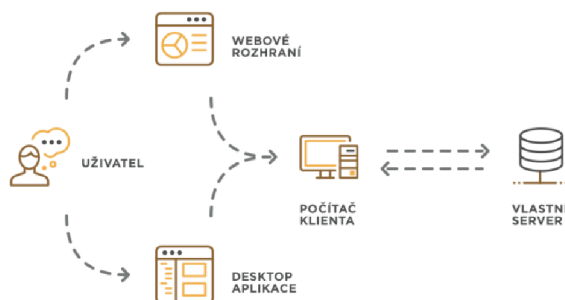 WEBOVÉ
ROZHRANÍ
UŽIVATEL
POČÍTAČ
KLIENTA
VLASTNÍ
SERVER
DESKTOP
APLIKACE